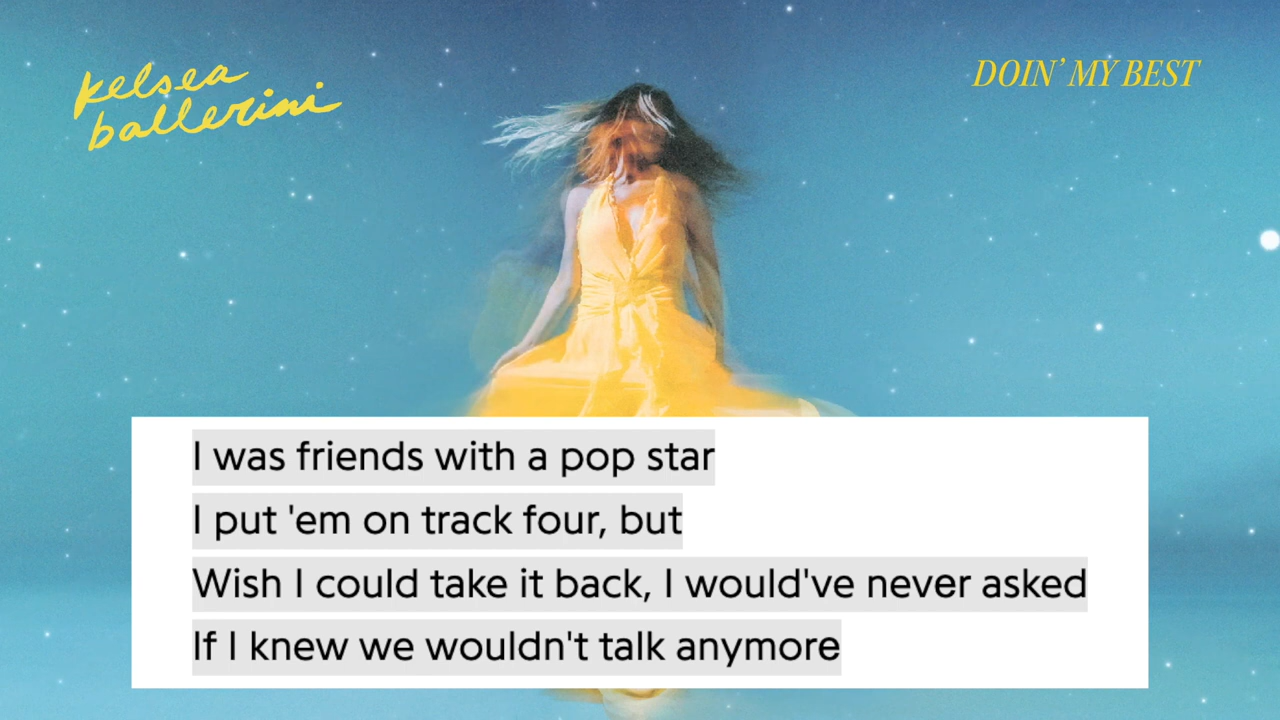 kelsea
ballerini
DOIN' MY BEST
I was friends with a pop star
I put 'em on track four, but
Wish I could take it back, I would've never asked
If I knew we wouldn't talk anymore